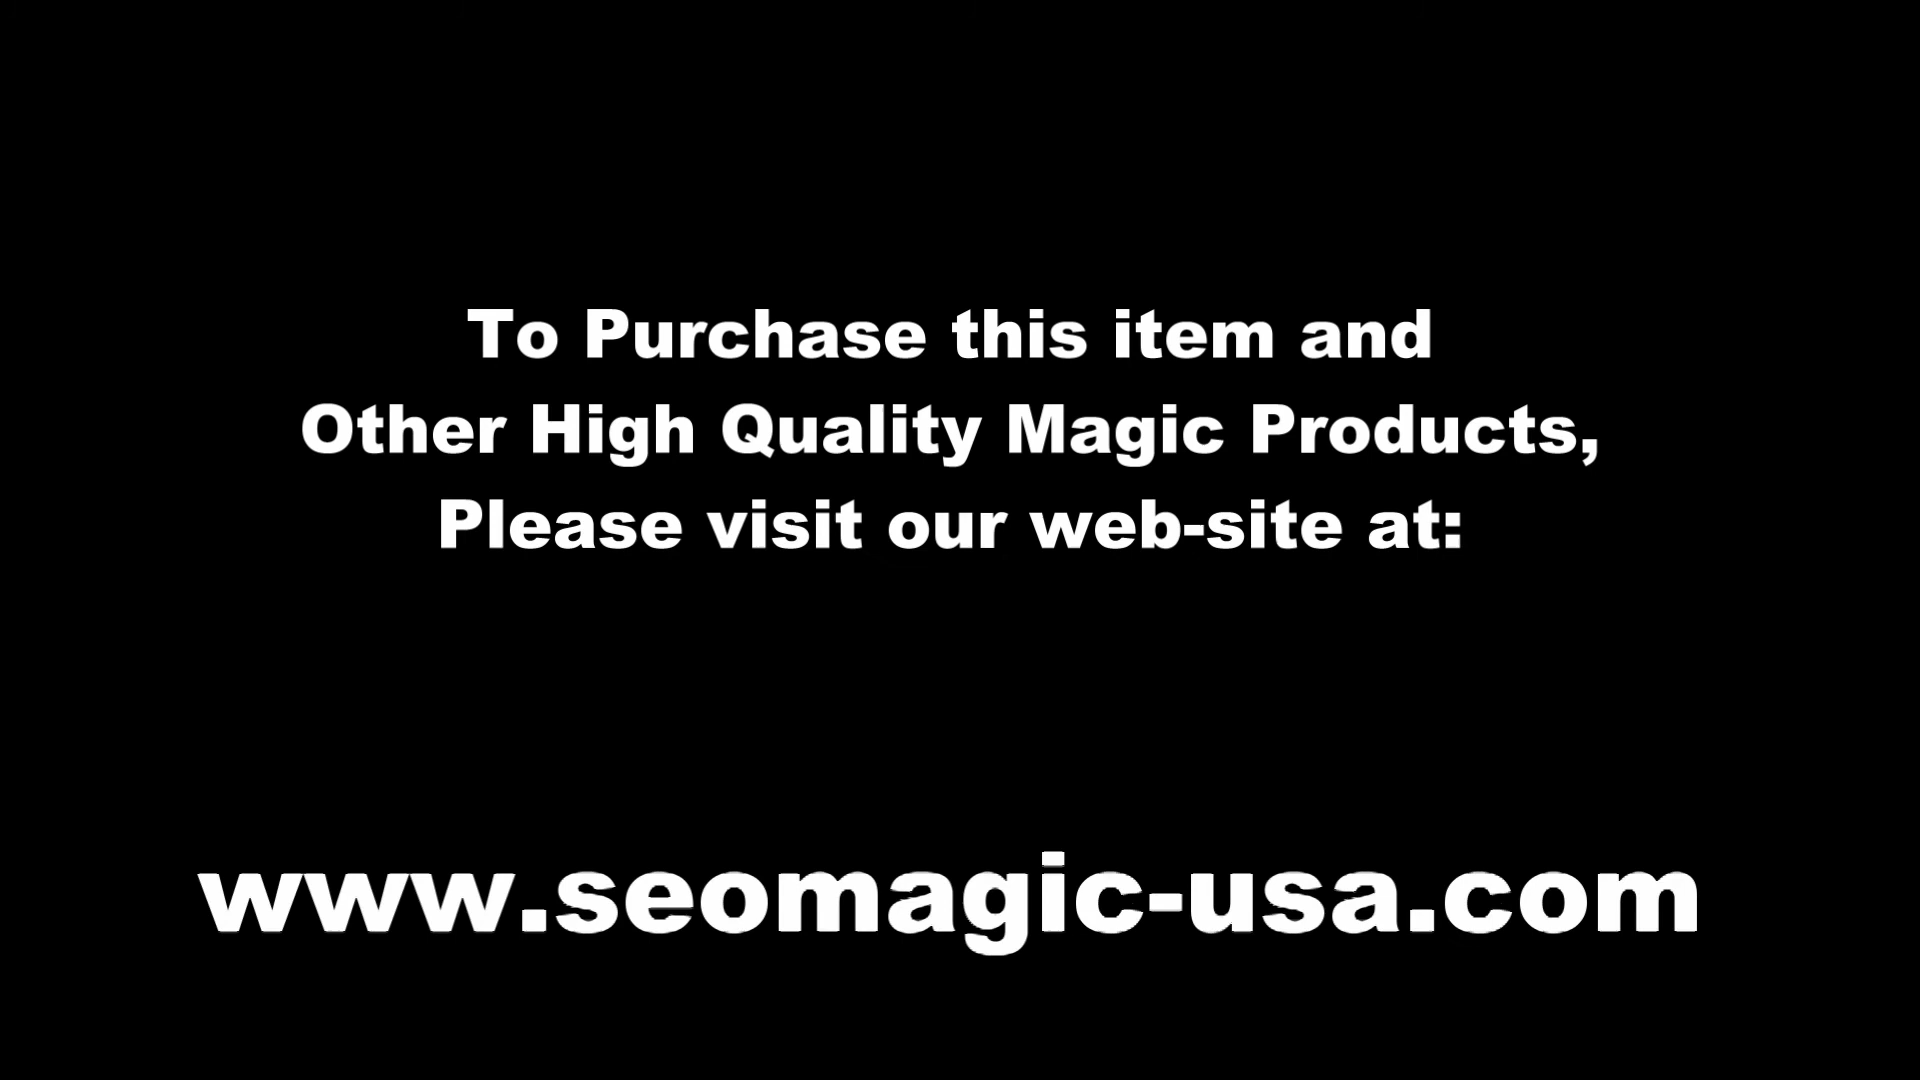 To Purchase this item and
Other High Quality Magic Products,
Please visit our web-site at:
www.seomagic-usa.com